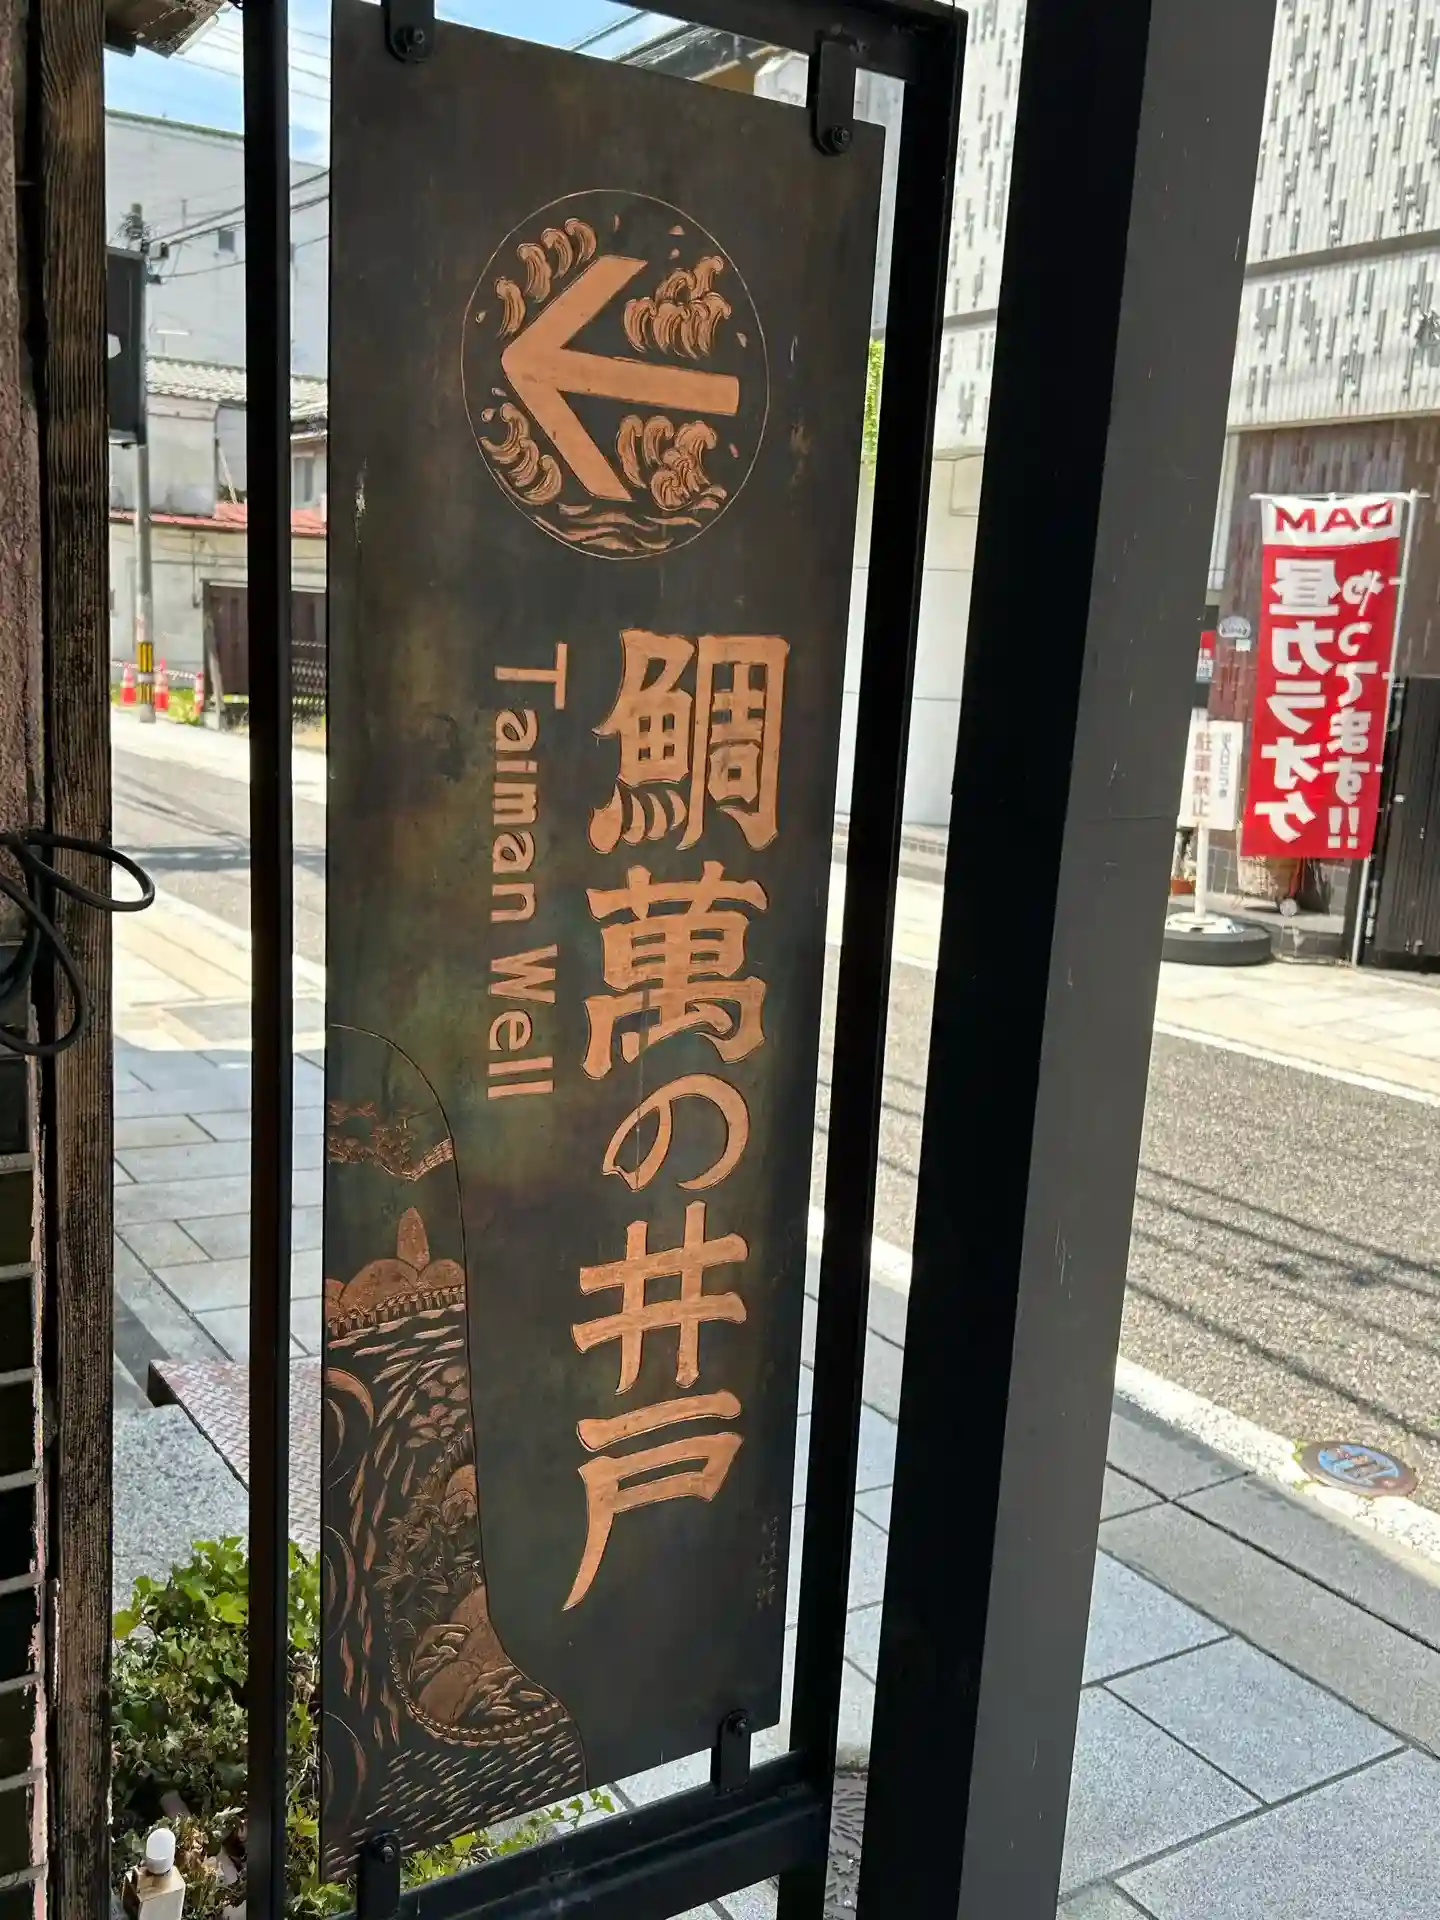 鯛萬の井戸
Taiman Well
DAM
やってます!!
昼カラオケ
駐車禁止